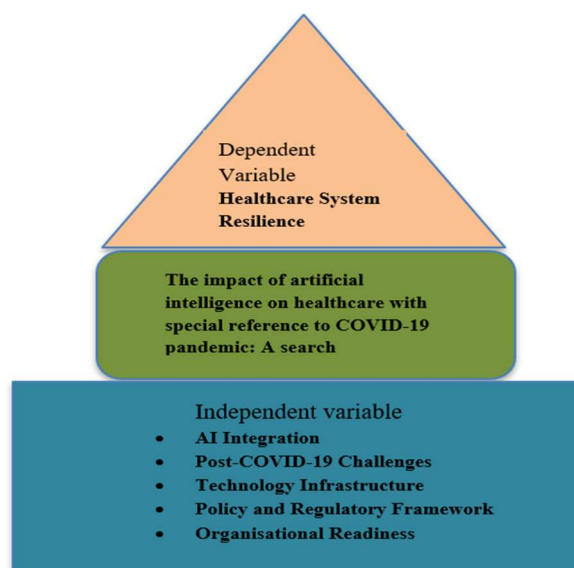 Dependent
Variable
Healthcare System
Resilience
The impact of artificial
intelligence on healthcare with
special reference to COVID-19
pandemic: A search
Independent variable
• AI Integration
• Post-COVID-19 Challenges
• Technology Infrastructure
• Policy and Regulatory Framework
• Organisational Readiness